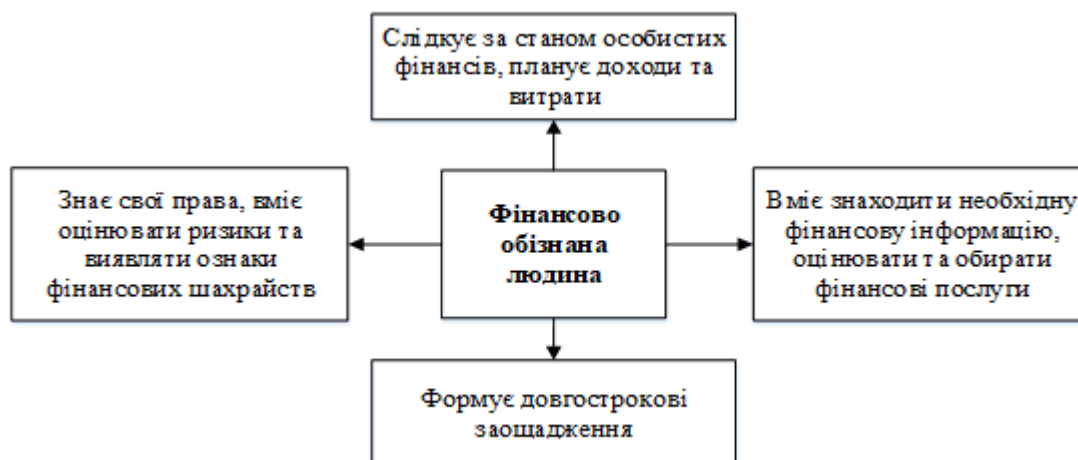 Слідкує за станом особистих
фінансів, планує доходи та
витрати
Знає свої права, вміє
оцінювати ризики та
виявляти ознаки
фінансових шахрайств
Фінансово
обізнана
людина
Вміє знаходити необхідну
фінансову інформацію,
оцінювати та обирати
фінансові послуги
Формує довгострокові
заощадження